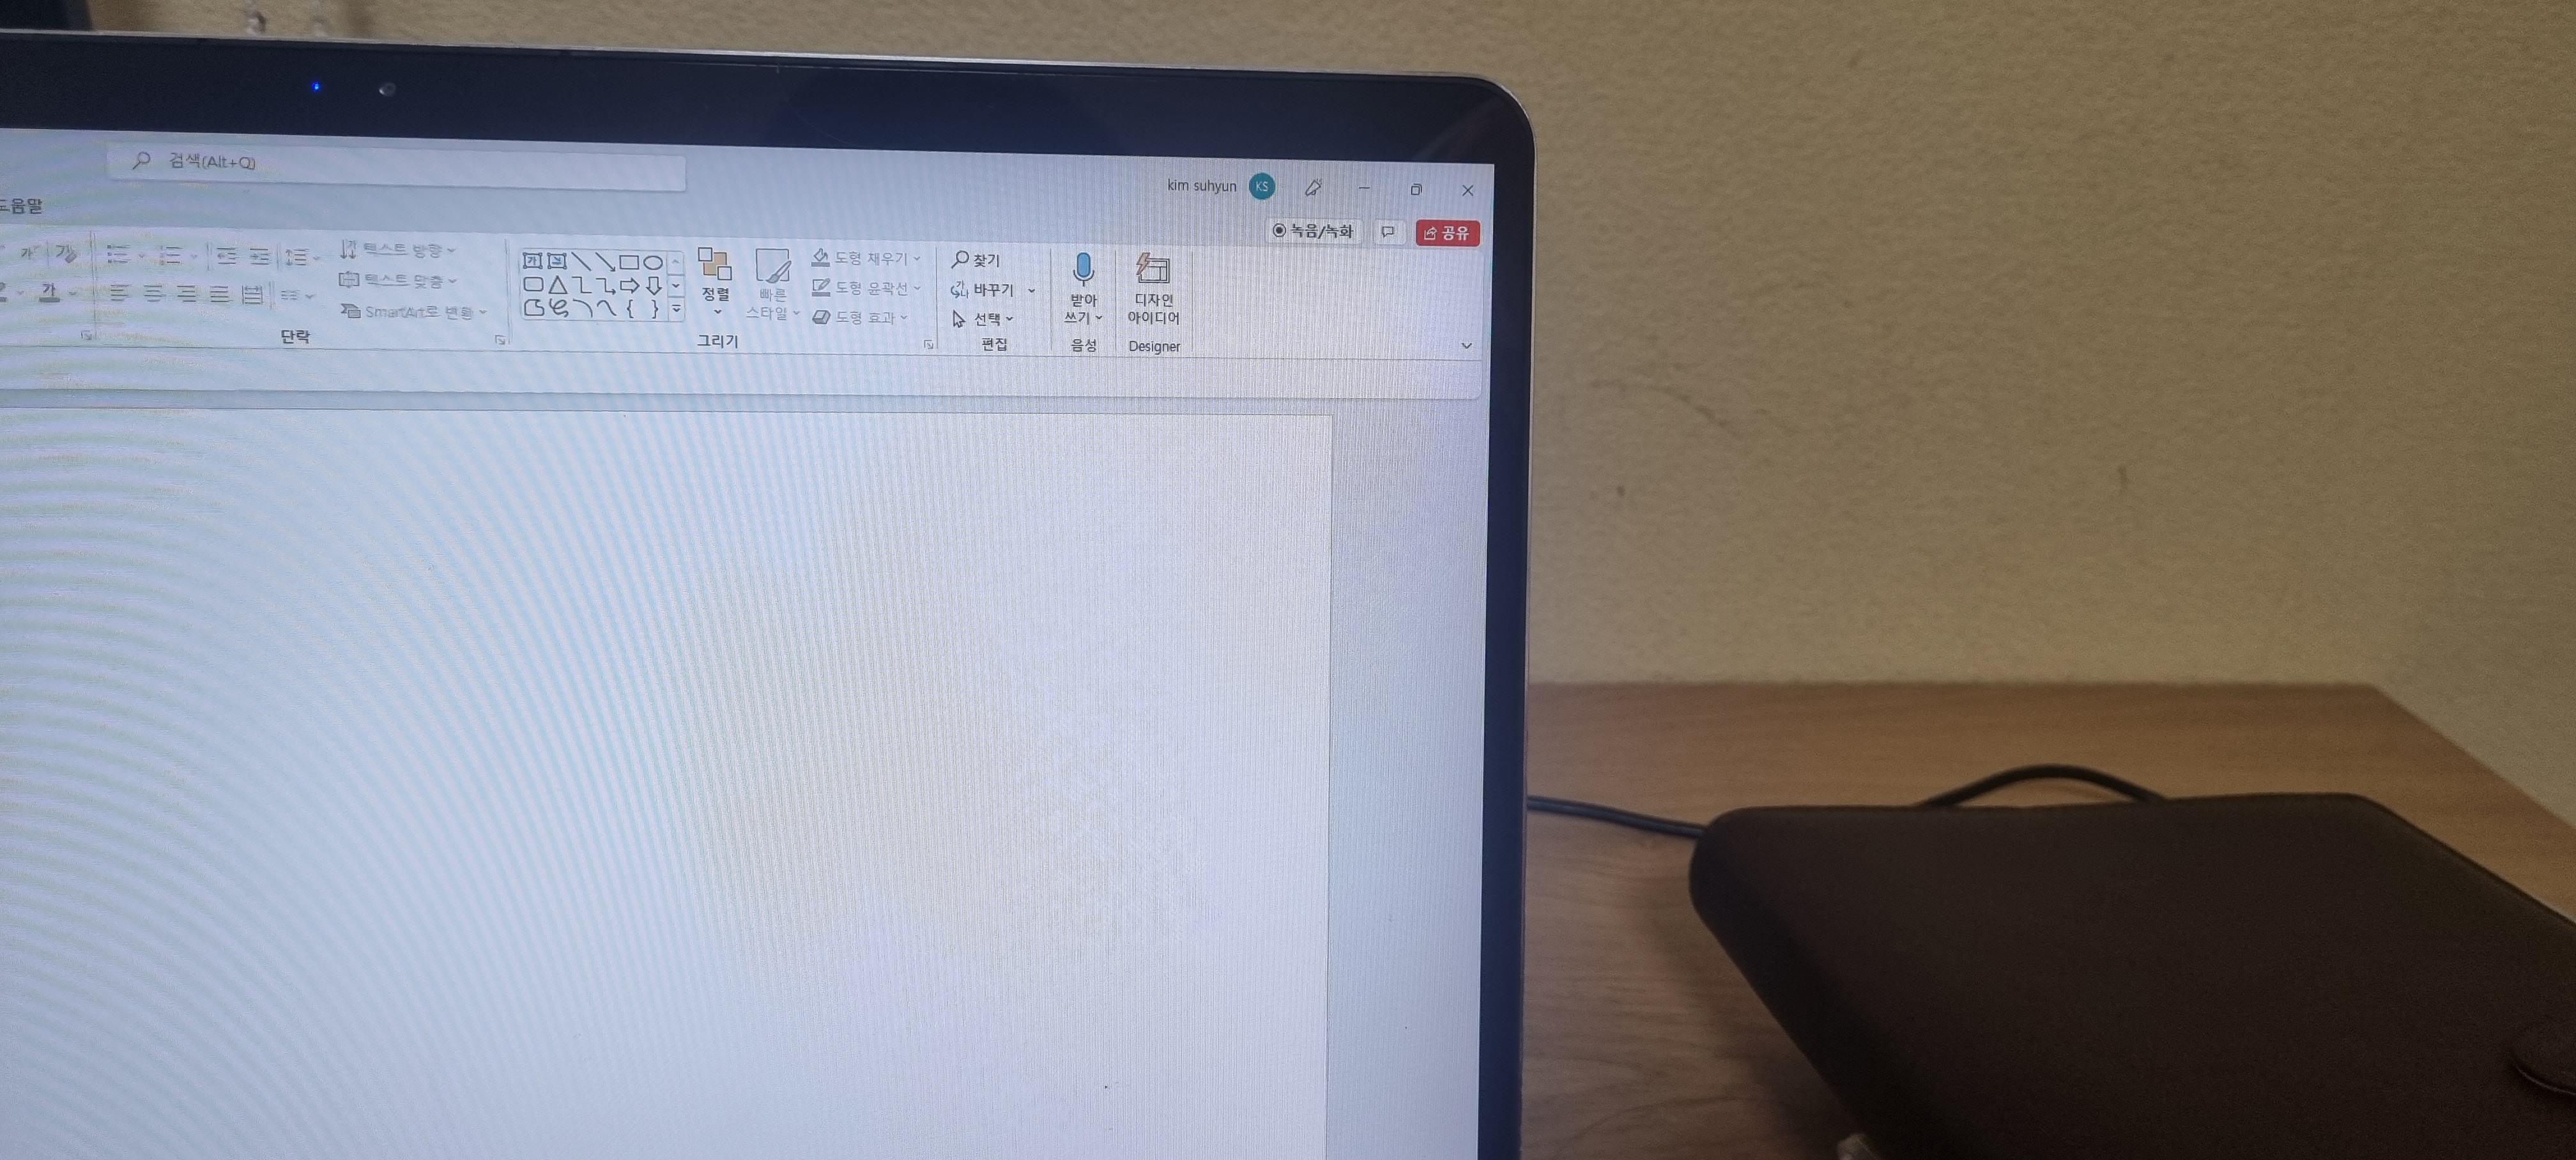 검색(Alt+Q)
kim suhyun KS
도움말
녹음/녹화
공유
가 가
가
텍스트 방향
텍스트 맞춤
SmartArt로 변환
단락
정렬
빠른
스타일
도형 채우기
도형 윤곽선
도형 효과
그리기
찾기
바꾸기
선택
편집
받아
쓰기
음성
디자인
아이디어
Designer